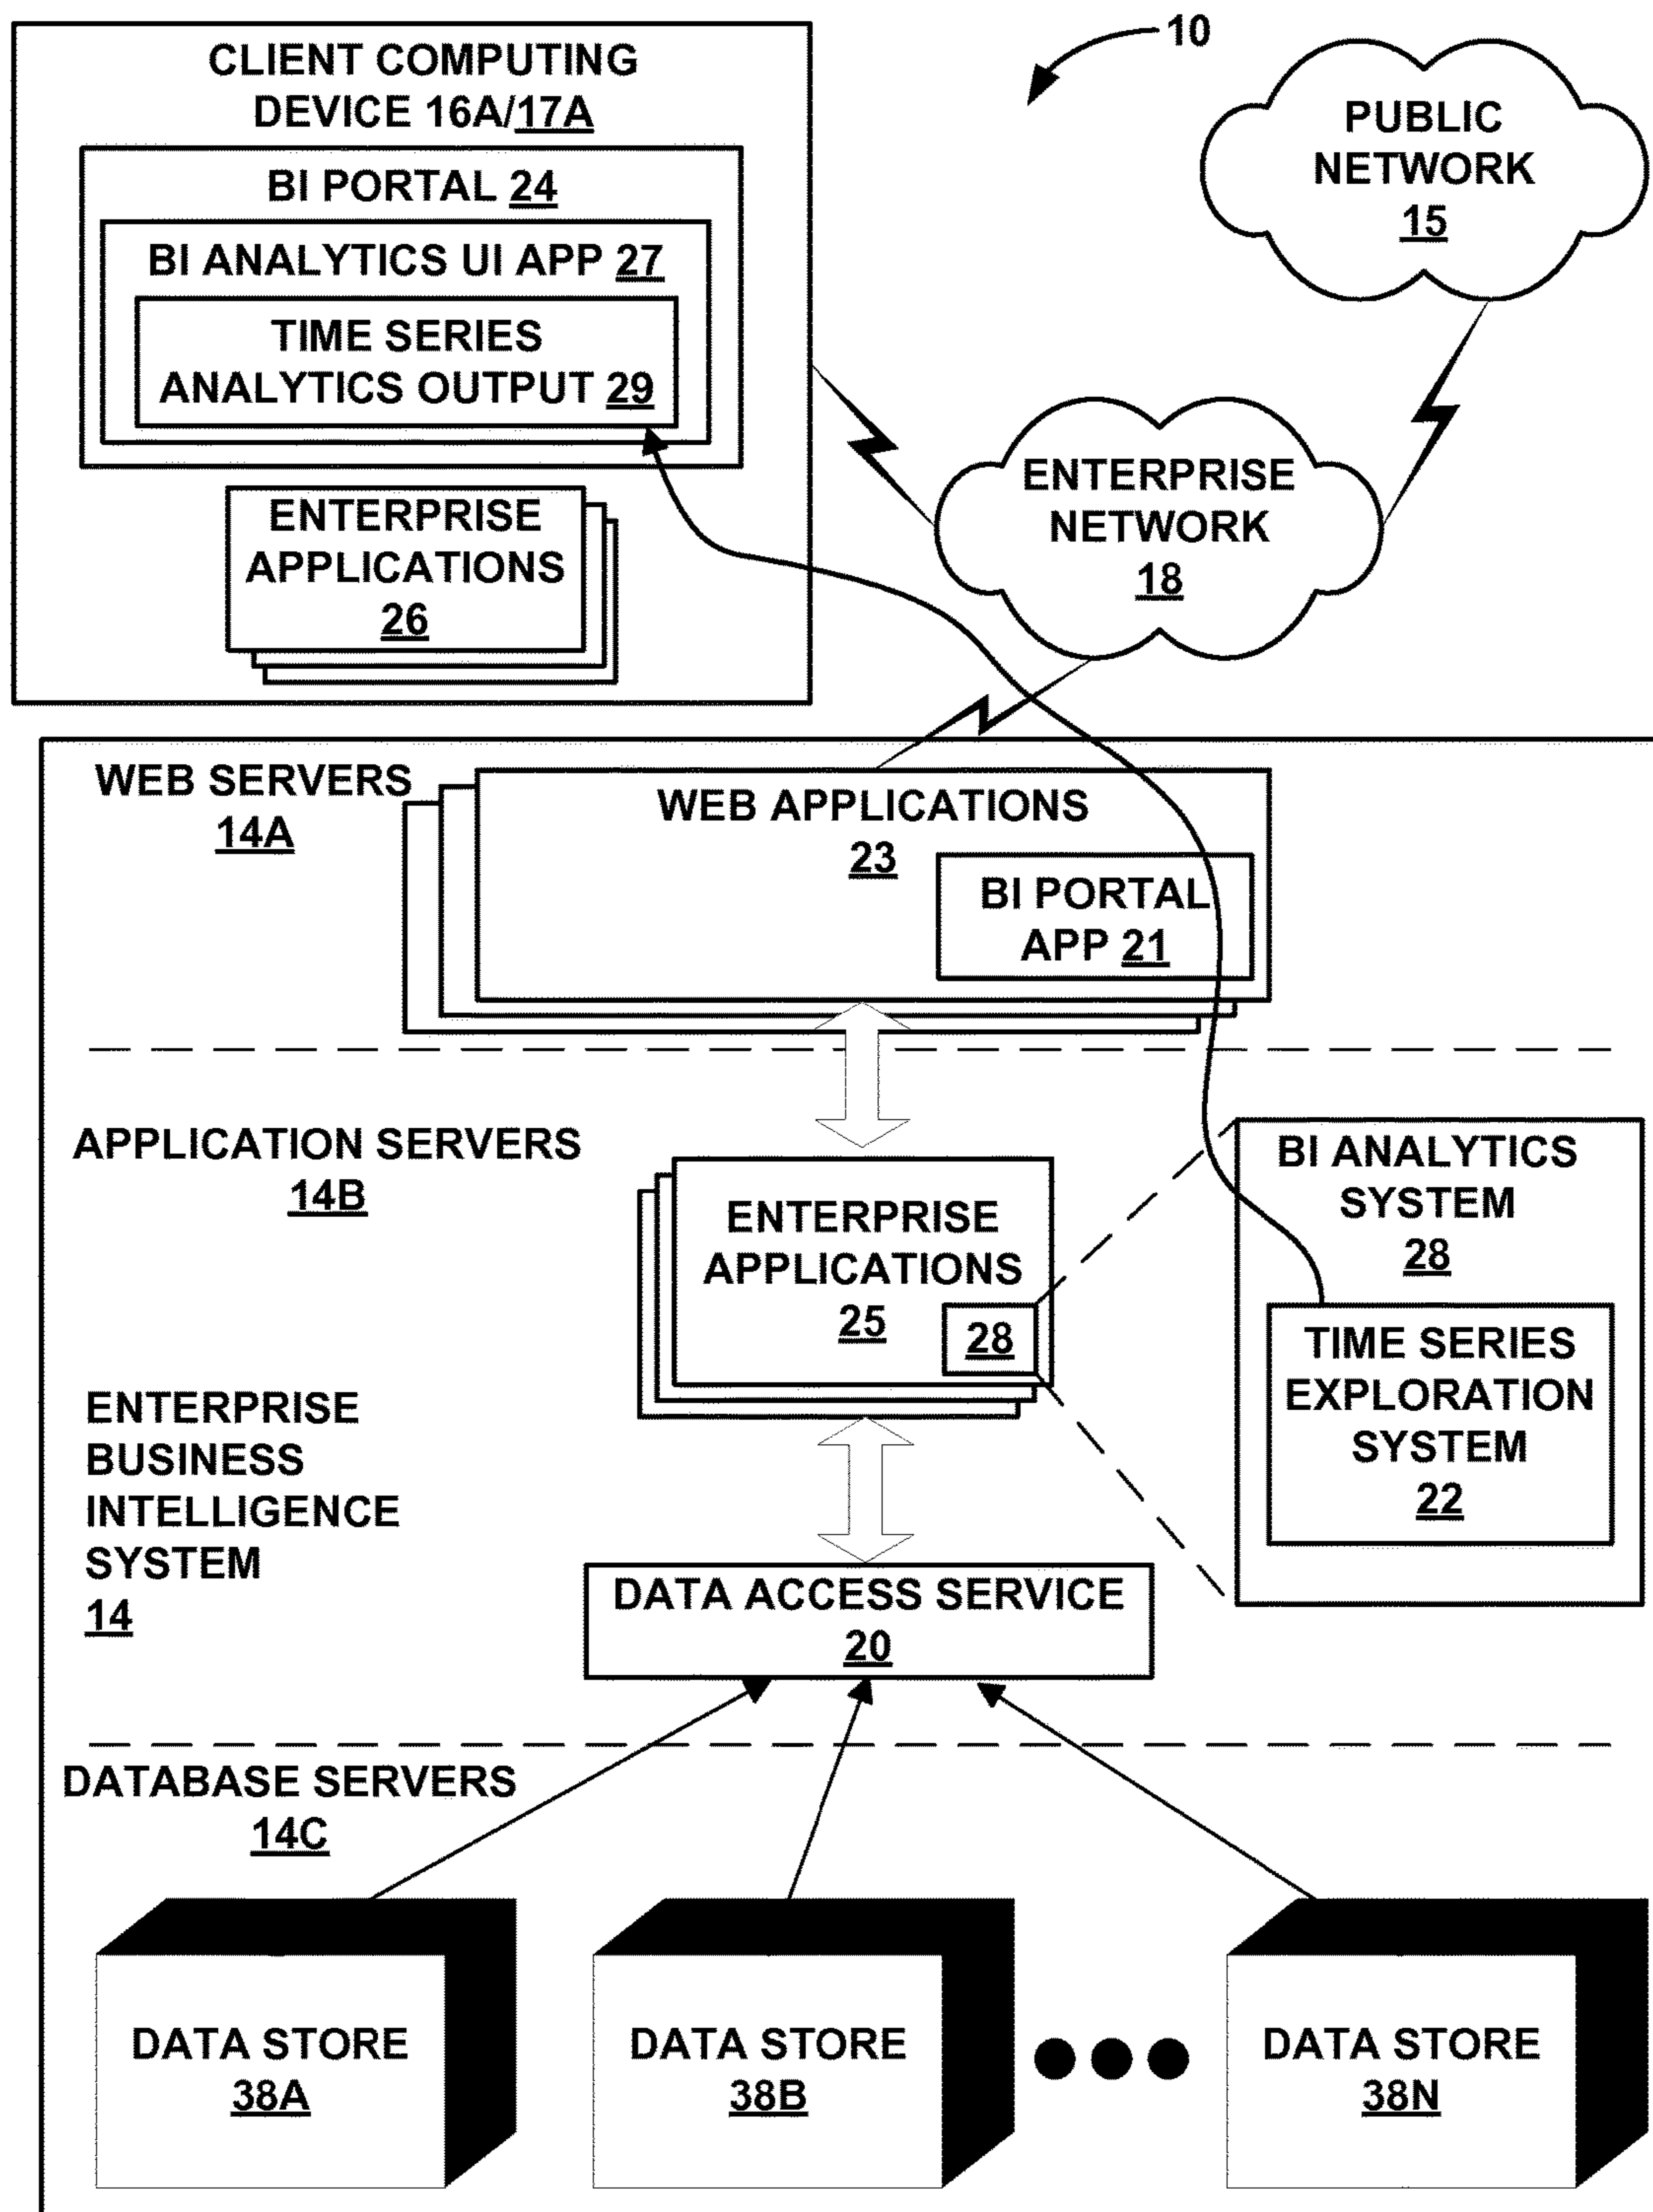 10
CLIENT COMPUTING
DEVICE 16A/17A
BI PORTAL 24
BI ANALYTICS UI APP 27
TIME SERIES
ANALYTICS OUTPUT 29
ENTERPRISE
APPLICATIONS
26
PUBLIC
NETWORK
15
ENTERPRISE
NETWORK
18
WEB SERVERS
14A
WEB APPLICATIONS
23
BI PORTAL
APP 21
APPLICATION SERVERS
14B
ENTERPRISE
APPLICATIONS
25
28
BI ANALYTICS
SYSTEM
28
TIME SERIES
EXPLORATION
SYSTEM
22
ENTERPRISE
BUSINESS
INTELLIGENCE
SYSTEM
14
DATA ACCESS SERVICE
20
DATABASE SERVERS
14C
DATA STORE
38A
DATA STORE
38B
DATA STORE
38N